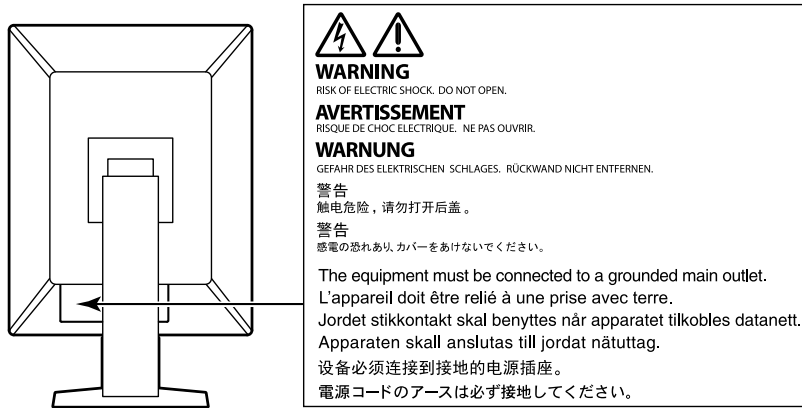 WARNING
RISK OF ELECTRIC SHOCK. DO NOT OPEN.
AVERTISSEMENT
RISQUE DE CHOC ELECTRIQUE. NE PAS OUVRIR.
WARNUNG
GEFAHR DES ELEKTRISCHEN SCHLAGES. RÜCKWAND NICHT ENTFERNEN.
警告
触电危险，请勿打开后盖。
警告
感電の恐れあり、カバーをあけないでください。
The equipment must be connected to a grounded main outlet.
L'appareil doit être relié à une prise avec terre.
Jordet stikkontakt skal benyttes når apparatet tilkobles datanett.
Apparaten skall anslutas till jordat nätuttag.
设备必须连接到接地的电源插座。
電源コードのアースは必ず接地してください。